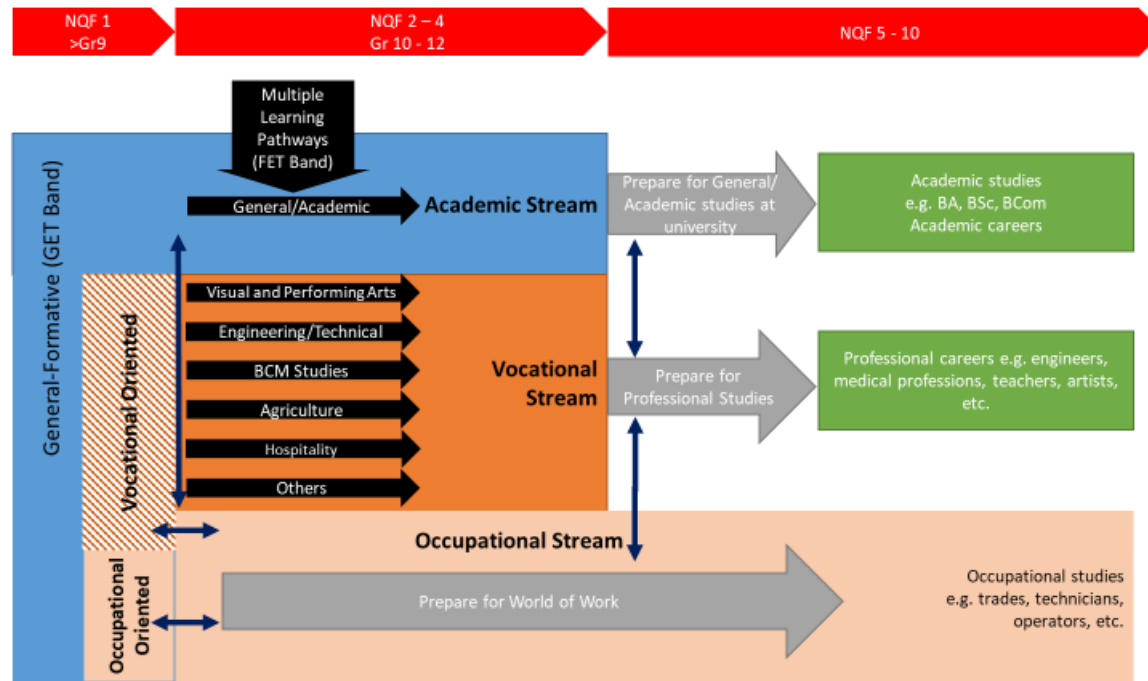 NQF 1
>Gr9
NQF 2 – 4
Gr 10 - 12
NQF 5 - 10
Multiple
Learning
Pathways
(FET Band)
General/Academic
Academic Stream
Prepare for General/
Academic studies at
university
Academic studies
e.g. BA, BSc, BCom
Academic careers
General-Formative (GET Band)
Vocational Oriented
Visual and Performing Arts
Engineering/Technical
BCM Studies
Agriculture
Hospitality
Others
Vocational
Stream
Prepare for
Professional Studies
Professional careers e.g. engineers,
medical professions, teachers, artists,
etc.
Occupational
Oriented
Occupational Stream
Prepare for World of Work
Occupational studies
e.g. trades, technicians,
operators, etc.